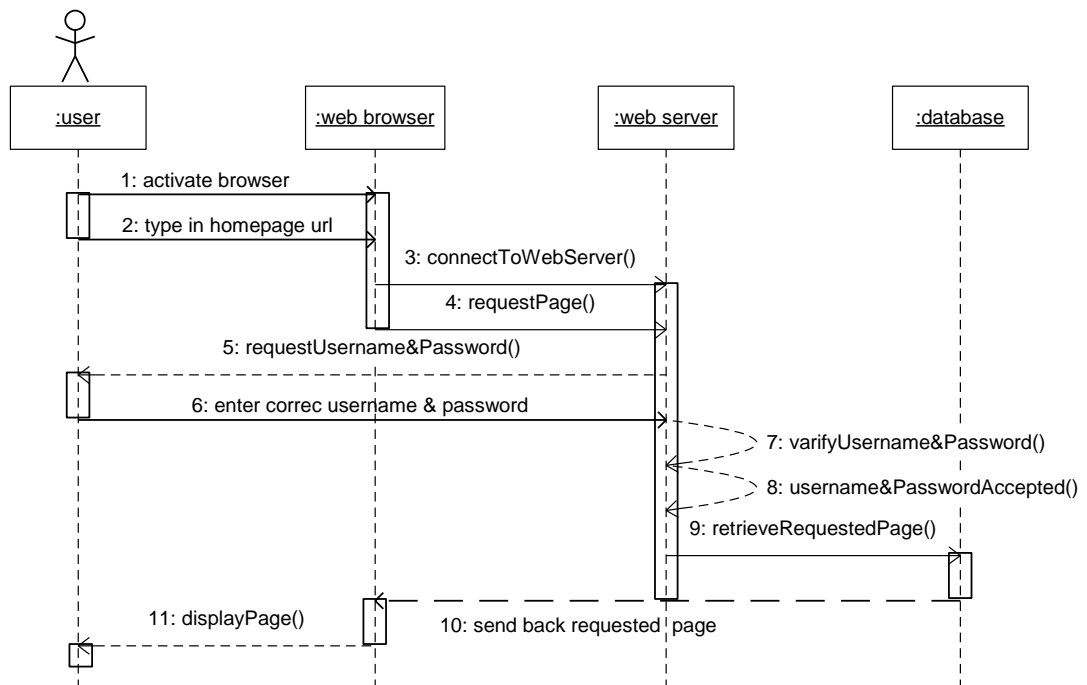 :user
:web browser
:web server
:database
1: activate browser
2: type in homepage url
3: connectToWebServer()
4: requestPage()
5: requestUsername&Password()
6: enter correc username & password
7: varifyUsername&Password()
8: username&PasswordAccepted()
9: retrieveRequestedPage()
10: send back requested page
11: displayPage()